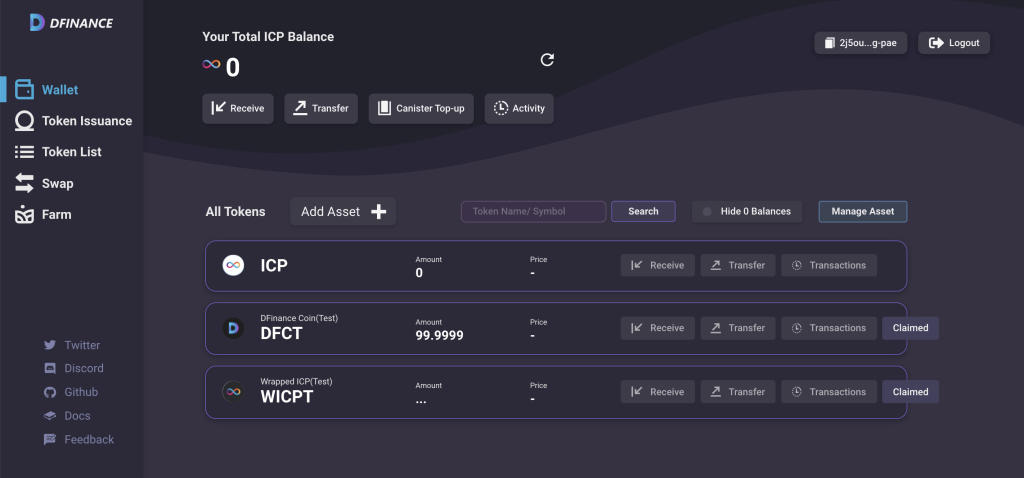 DFINANCE
Wallet
Token Issuance
Token List
Swap
Farm
Twitter
Discord
Github
Docs
Feedback
Your Total ICP Balance
0
2j5ou...g-pae
Logout
Receive
Transfer
Canister Top-up
Activity
All Tokens
Add Asset
Token Name/ Symbol
Search
Hide 0 Balances
Manage Asset
ICP
Amount
0
Price
-
Receive
Transfer
Transactions
DFinance Coin(Test)
DFCT
Amount
99.9999
Price
-
Receive
Transfer
Transactions
Claimed
Wrapped ICP(Test)
WICPT
Amount
...
Price
-
Receive
Transfer
Transactions
Claimed